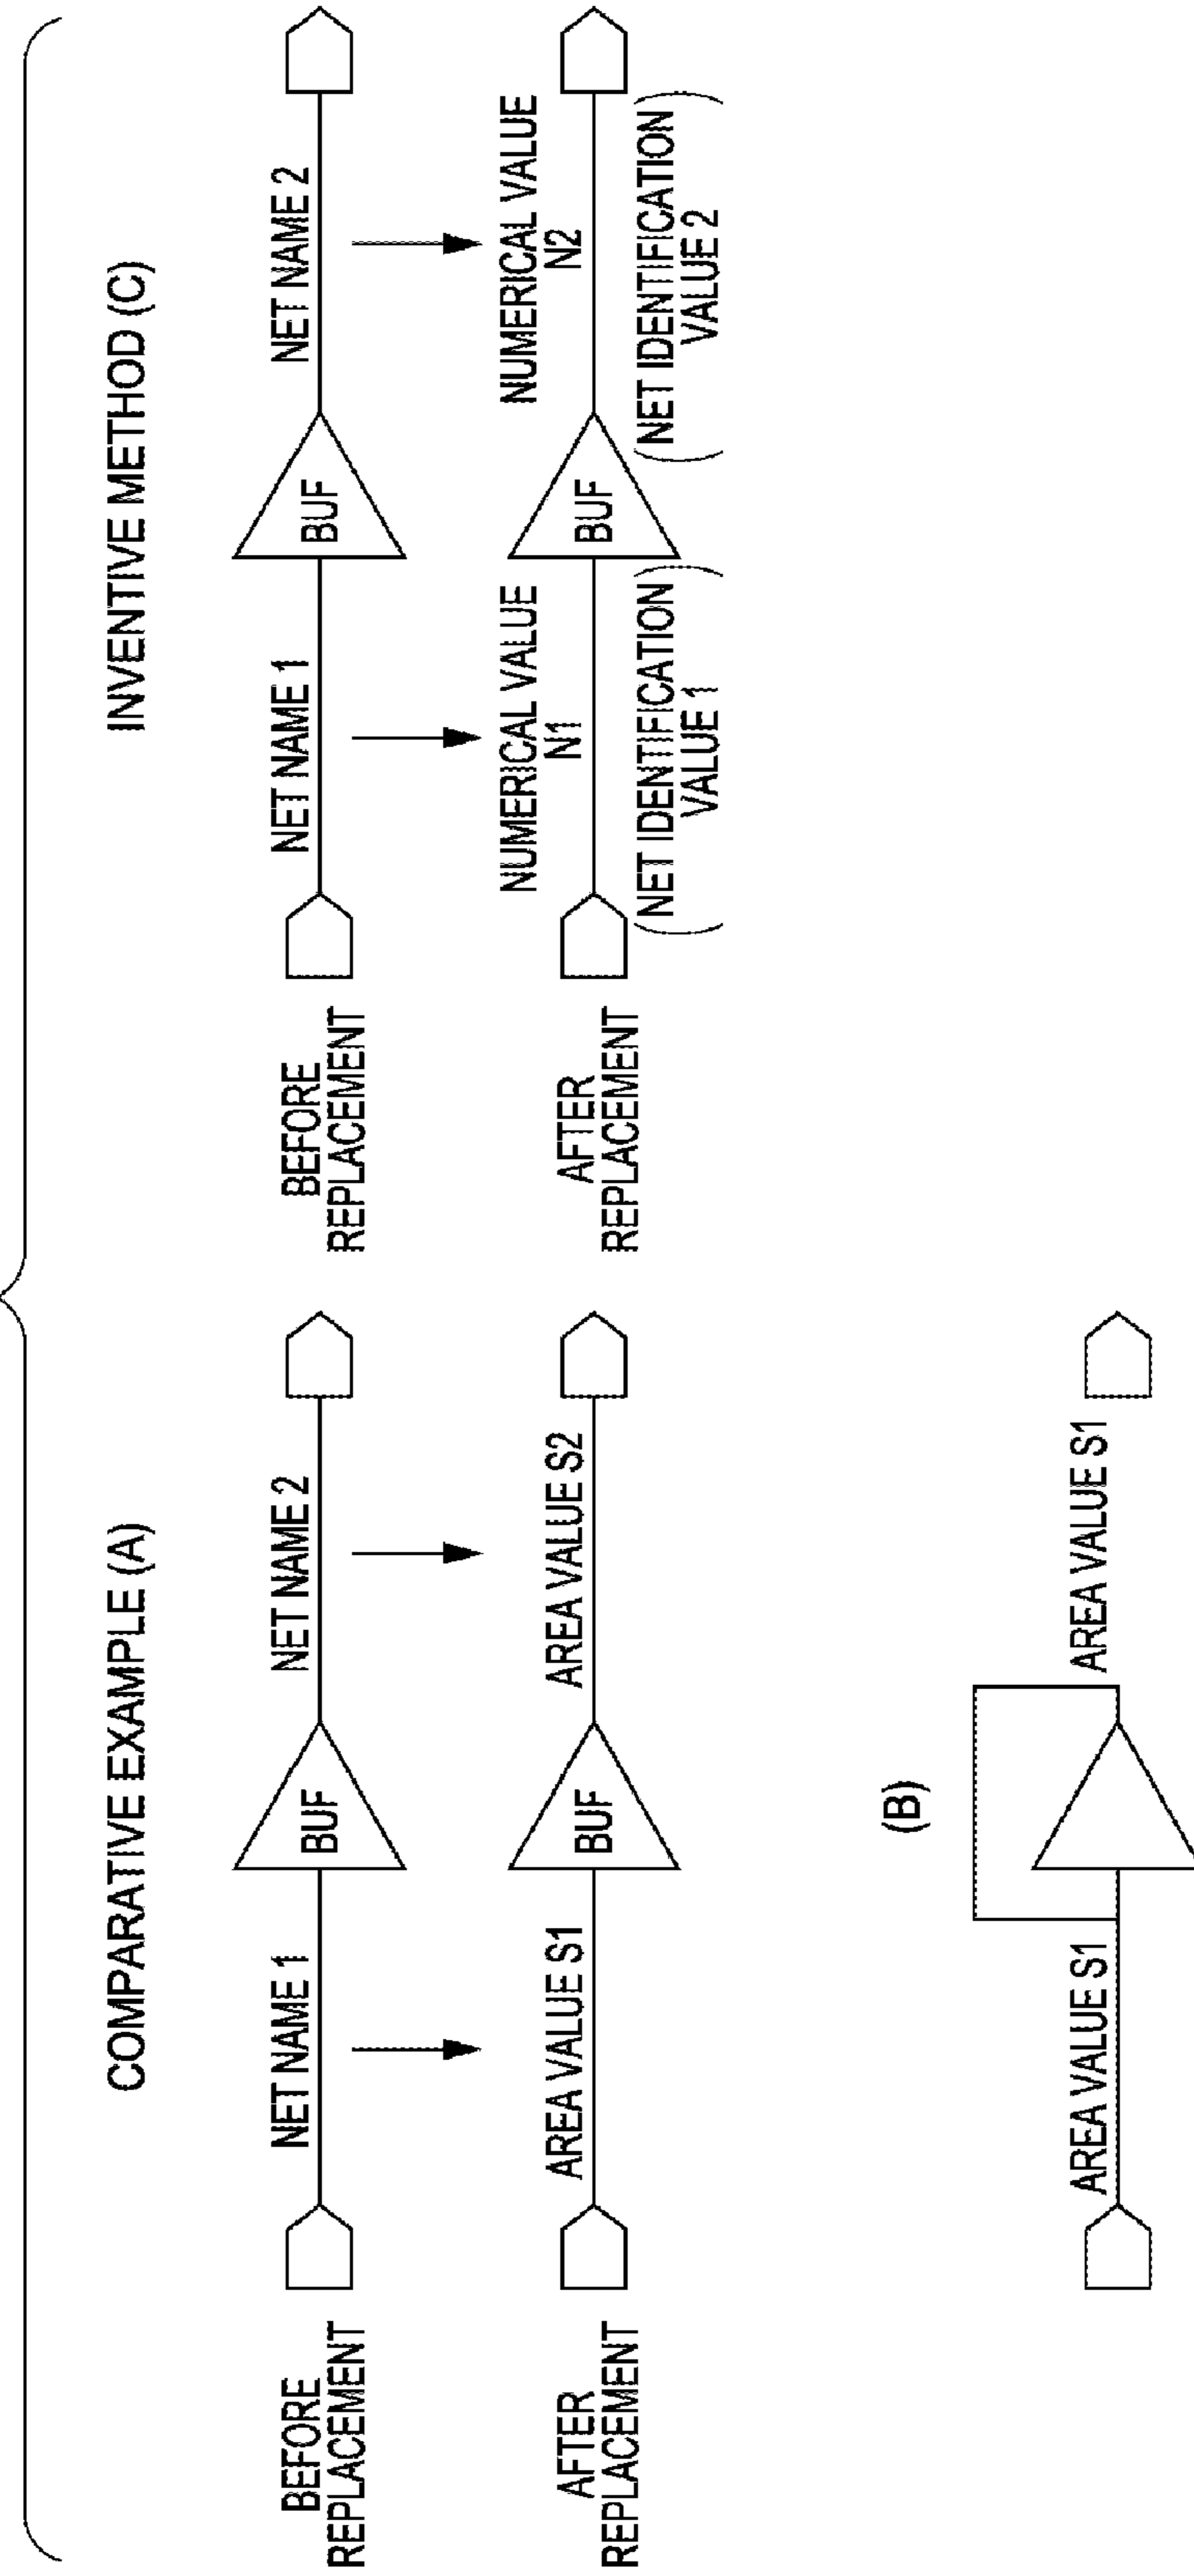 COMPARATIVE EXAMPLE (A)
BEFORE
REPLACEMENT
NET NAME 1
BUF
NET NAME 2
AFTER
REPLACEMENT
AREA VALUE S1
BUF
AREA VALUE S2
(B)
AREA VALUE S1
AREA VALUE S1
INVENTIVE METHOD (C)
BEFORE
REPLACEMENT
NET NAME 1
BUF
NET NAME 2
AFTER
REPLACEMENT
NUMERICAL VALUE
N1
(NET IDENTIFICATION
VALUE 1)
BUF
NUMERICAL VALUE
N2
(NET IDENTIFICATION
VALUE 2)